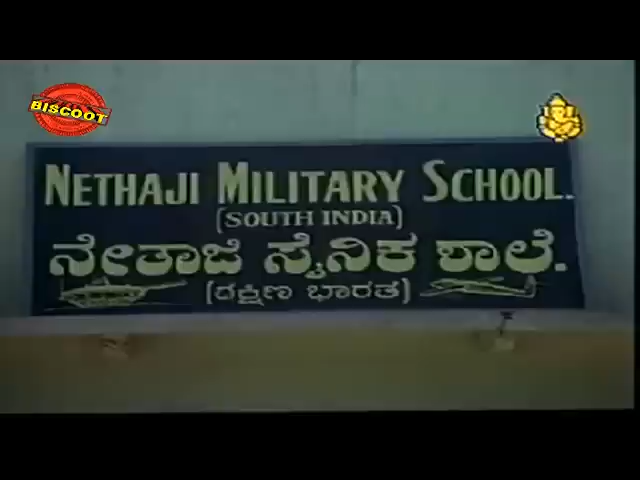 BISCOOT
NETHAJI MILITARY SCHOOL.
(SOUTH INDIA)
ನೇತಾಜಿ ಸೈನಿಕ ಶಾಲೆ.
(ದಕ್ಷಿಣ ಭಾರತ)